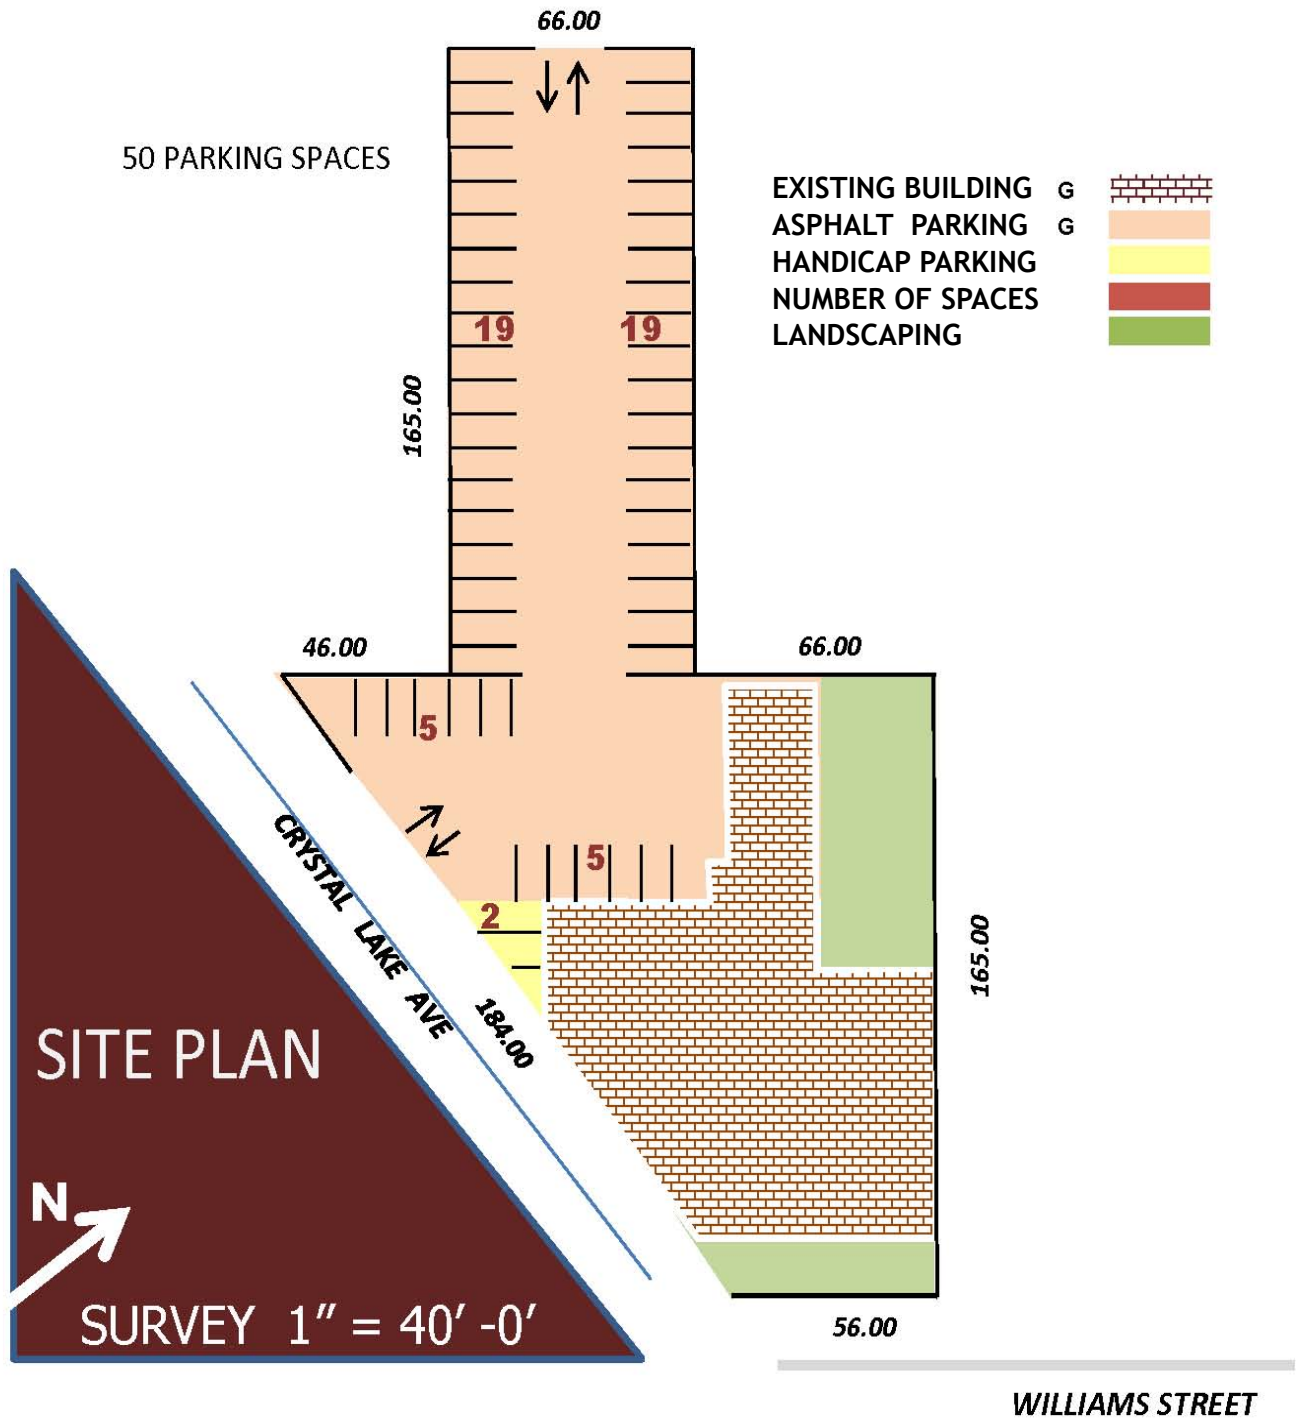 66.00
50 PARKING SPACES
EXISTING BUILDING G
ASPHALT PARKING G
HANDICAP PARKING
NUMBER OF SPACES
LANDSCAPING
19 19
165.00
46.00
66.00
5
5
2
CRYSTAL LAKE AVE
184.00
165.00
SITE PLAN
N
SURVEY 1" = 40' -0'
56.00
WILLIAMS STREET